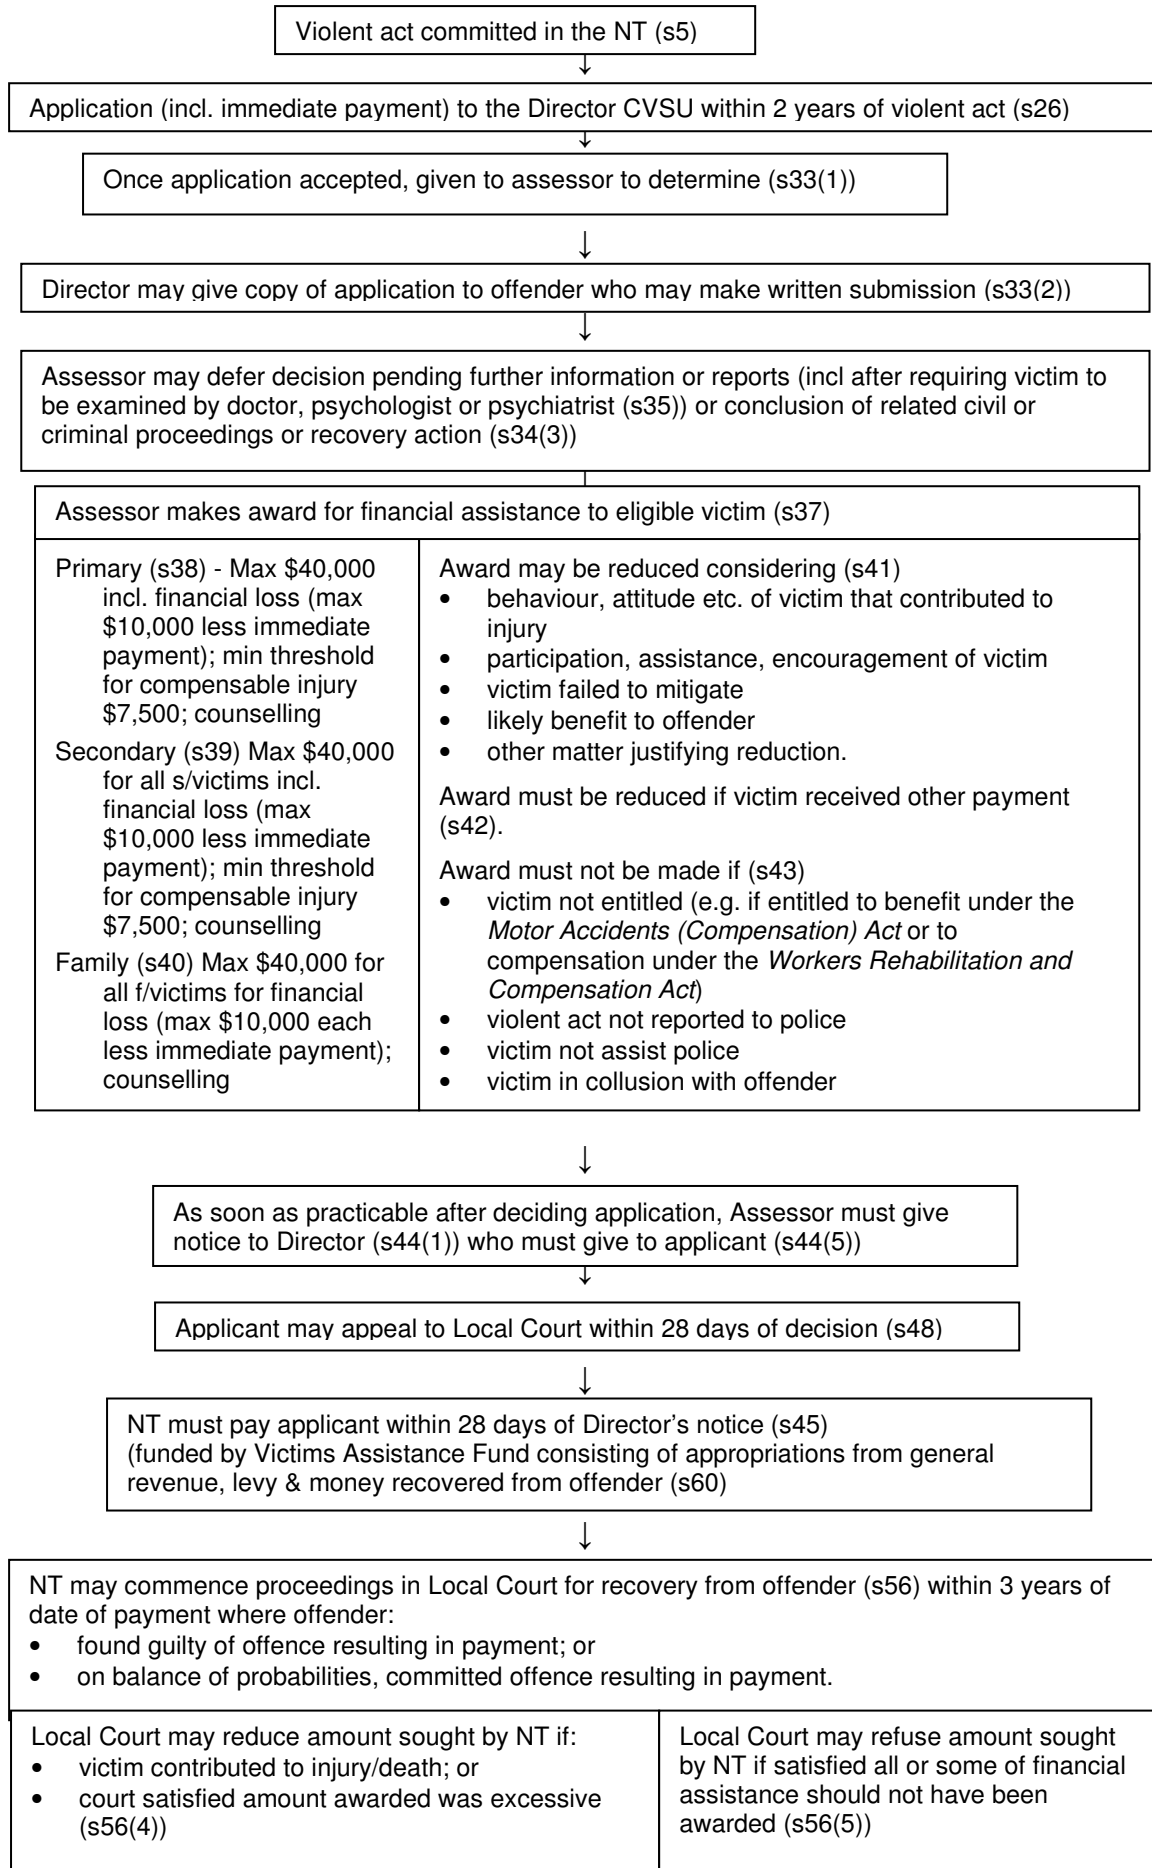 Violent act committed in the NT (s5)
↓
Application (incl. immediate payment) to the Director CVSU within 2 years of violent act (s26)
↓
Once application accepted, given to assessor to determine (s33(1))
↓
Director may give copy of application to offender who may make written submission (s33(2))
↓
Assessor may defer decision pending further information or reports (incl after requiring victim to
be examined by doctor, psychologist or psychiatrist (s35)) or conclusion of related civil or
criminal proceedings or recovery action (s34(3))
Assessor makes award for financial assistance to eligible victim (s37)
Primary (s38) - Max $40,000
incl. financial loss (max
$10,000 less immediate
payment); min threshold
for compensable injury
$7,500; counselling
Secondary (s39) Max $40,000
for all s/victims incl.
financial loss (max
$10,000 less immediate
payment); min threshold
for compensable injury
$7,500; counselling
Family (s40) Max $40,000 for
all f/victims for financial
loss (max $10,000 each
less immediate payment);
counselling
Award may be reduced considering (s41)
• behaviour, attitude etc. of victim that contributed to
injury
• participation, assistance, encouragement of victim
• victim failed to mitigate
• likely benefit to offender
• other matter justifying reduction.
Award must be reduced if victim received other payment
(s42).
Award must not be made if (s43)
• victim not entitled (e.g. if entitled to benefit under the
Motor Accidents (Compensation) Act or to
compensation under the Workers Rehabilitation and
Compensation Act)
• violent act not reported to police
• victim not assist police
• victim in collusion with offender
↓
As soon as practicable after deciding application, Assessor must give
notice to Director (s44(1)) who must give to applicant (s44(5))
↓
Applicant may appeal to Local Court within 28 days of decision (s48)
↓
NT must pay applicant within 28 days of Director's notice (s45)
(funded by Victims Assistance Fund consisting of appropriations from general
revenue, levy & money recovered from offender (s60)
↓
NT may commence proceedings in Local Court for recovery from offender (s56) within 3 years of
date of payment where offender:
• found guilty of offence resulting in payment; or
• on balance of probabilities, committed offence resulting in payment.
Local Court may reduce amount sought by NT if:
• victim contributed to injury/death; or
• court satisfied amount awarded was excessive
(s56(4))
Local Court may refuse amount sought
by NT if satisfied all or some of financial
assistance should not have been
awarded (s56(5))